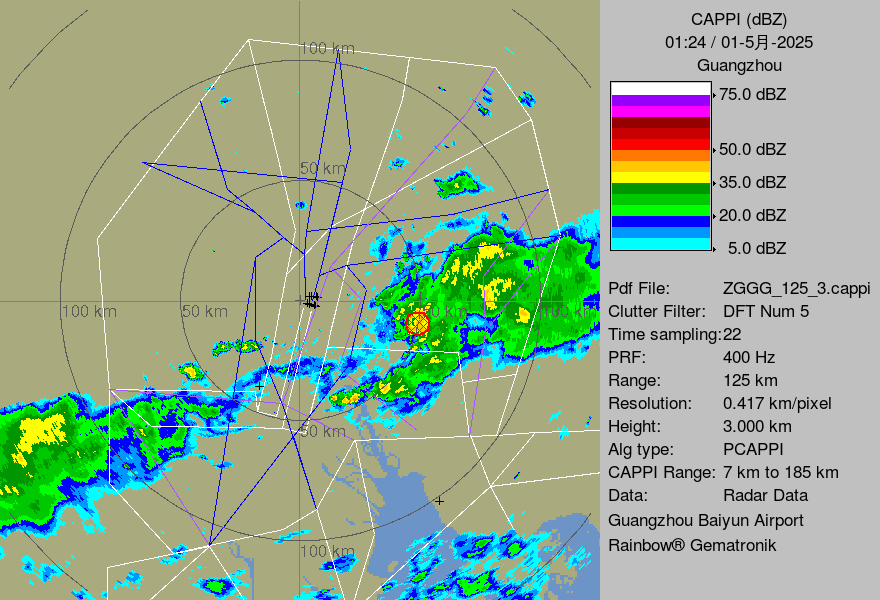 CAPPI (dBZ)
01:24 / 01-5月-2025
Guangzhou
75.0 dBZ
50.0 dBZ
35.0 dBZ
20.0 dBZ
5.0 dBZ
Pdf File: ZGGG_125_3.cappi
Clutter Filter: DFT Num 5
Time sampling:22
PRF: 400 Hz
Range: 125 km
Resolution: 0.417 km/pixel
Height: 3.000 km
Alg type: PCAPPI
CAPPI Range: 7 km to 185 km
Data: Radar Data
Guangzhou Baiyun Airport
Rainbow® Gematronik
100 km
50 km
100 km
50 km
50 km
100 km
50 km
100 km